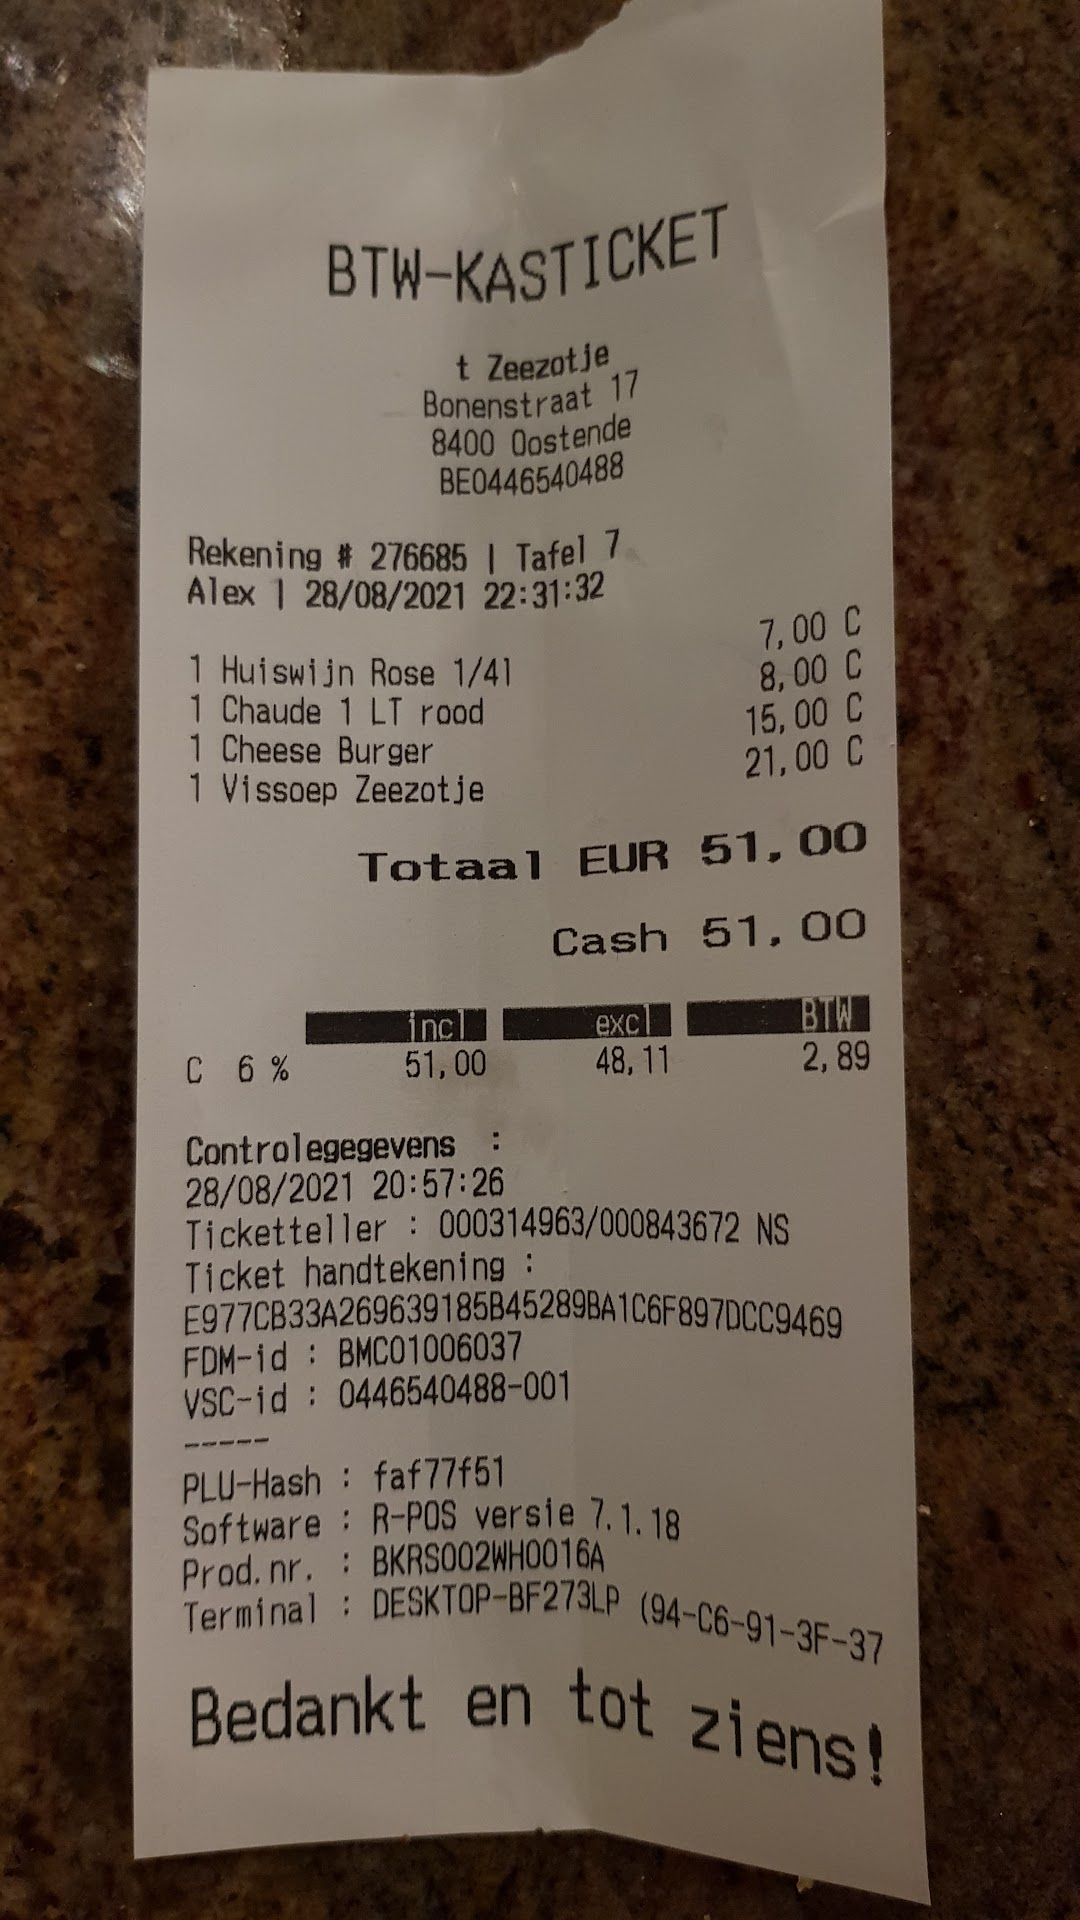 BTW-KASTICKET
t Zeezotje
Bonenstraat 17
8400 Oostende
BE0446540488
Rekening # 276685 | Tafel 7
Alex | 28/08/2021 22:31:32
1 Huiswijn Rose 1/4l 7,00 C
1 Chaude 1 LT rood 8,00 C
1 Cheese Burger 15,00 C
1 Vissoep Zeezotje 21,00 C
Totaal EUR 51,00
Cash 51,00
incl excl BTW
C 6 % 51,00 48,11 2,89
Controlegegevens :
28/08/2021 20:57:26
Ticketteller : 000314963/000843672 NS
Ticket handtekening :
E977CB33A269639185B45289BA1C6F897DCC9469
FDM-id : BMC01006037
VSC-id : 0446540488-001
-----
PLU-Hash : faf77f51
Software : R-POS versie 7.1.18
Prod.nr. : BKRS002WH0016A
Terminal : DESKTOP-BF273LP (94-C6-91-3F-37
Bedankt en tot ziens!